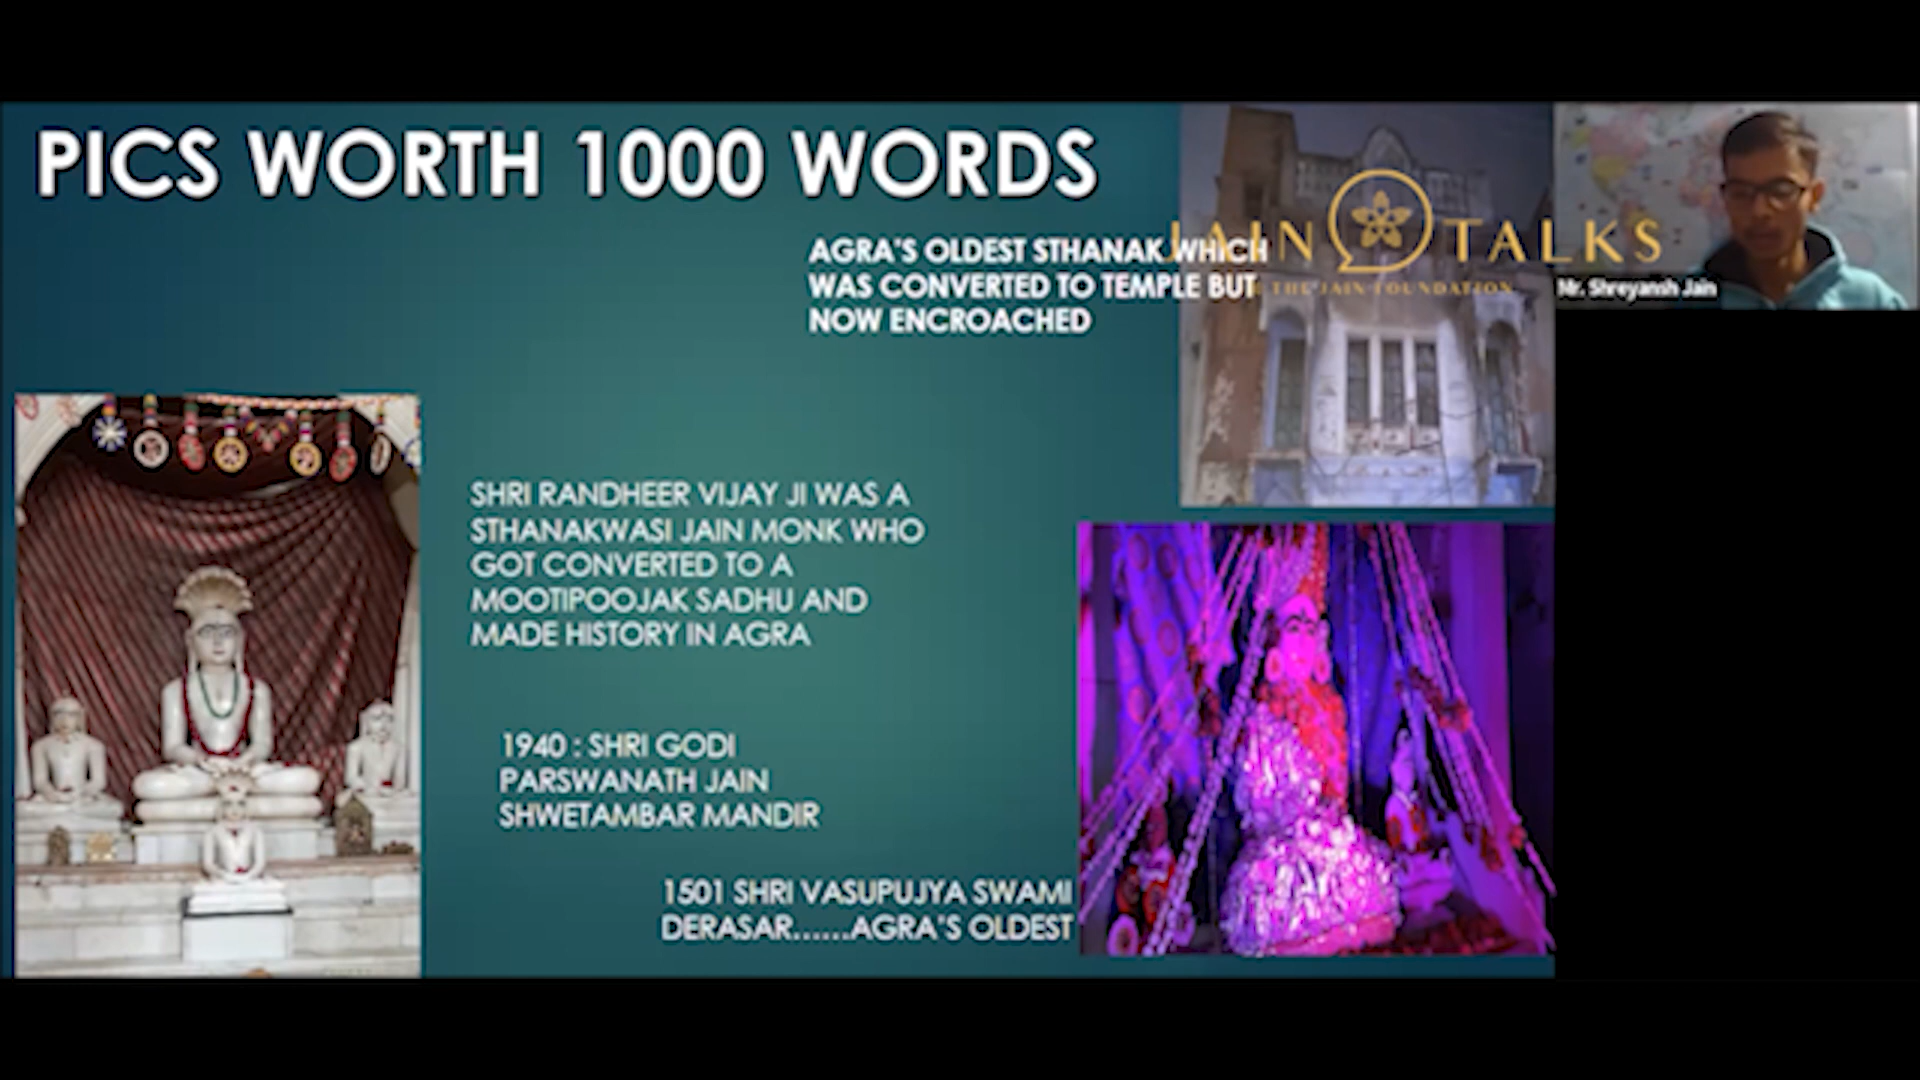 PICS WORTH 1000 WORDS
JAIN TALKS
THE JAIN FOUNDATION
Mr. Shreyansh Jain
AGRA'S OLDEST STHANAK WHICH
WAS CONVERTED TO TEMPLE BUT
NOW ENCROACHED
SHRI RANDHEER VIJAY JI WAS A
STHANAKWASI JAIN MONK WHO
GOT CONVERTED TO A
MOOTIPOOJAK SADHU AND
MADE HISTORY IN AGRA
1940 : SHRI GODI
PARSWANATH JAIN
SHWETAMBAR MANDIR
1501 SHRI VASUPUJYA SWAMI
DERASAR......AGRA'S OLDEST